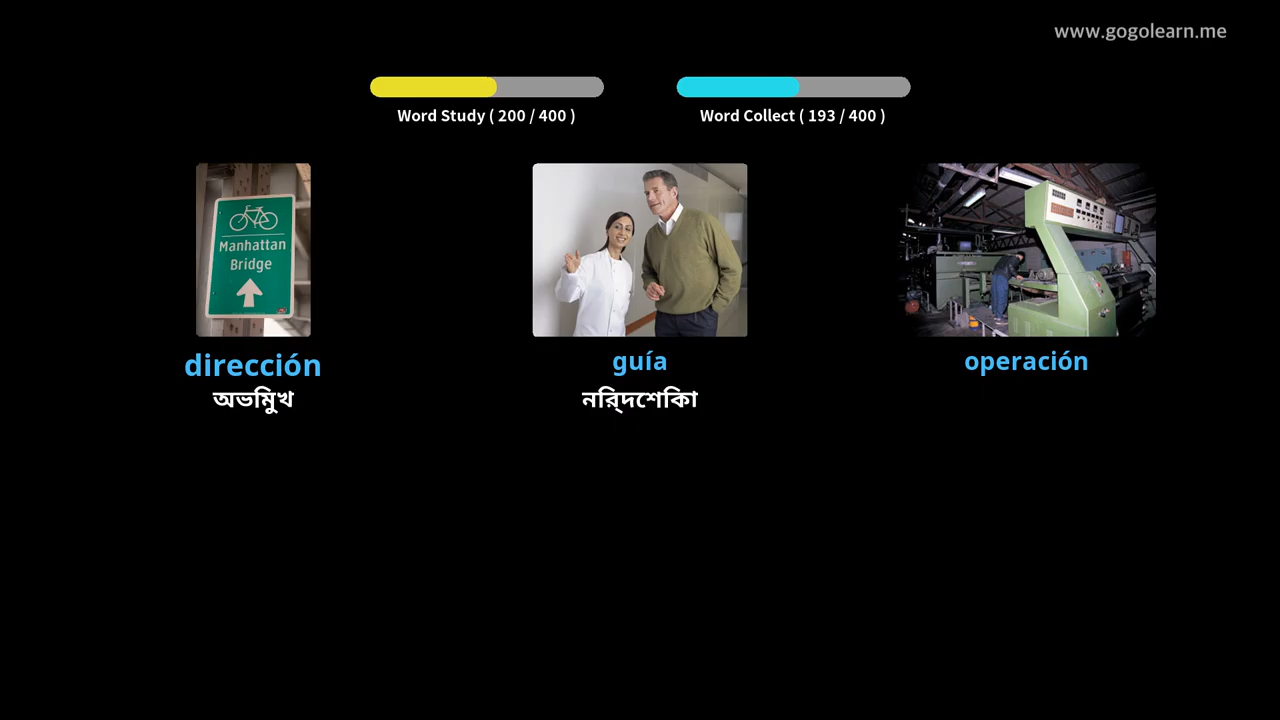 www.gogolearn.me
Word Study ( 200 / 400 )
Word Collect ( 193 / 400 )
Manhattan
Bridge
dirección
guía
operación
অভিমুখ
নির্দেশিকা